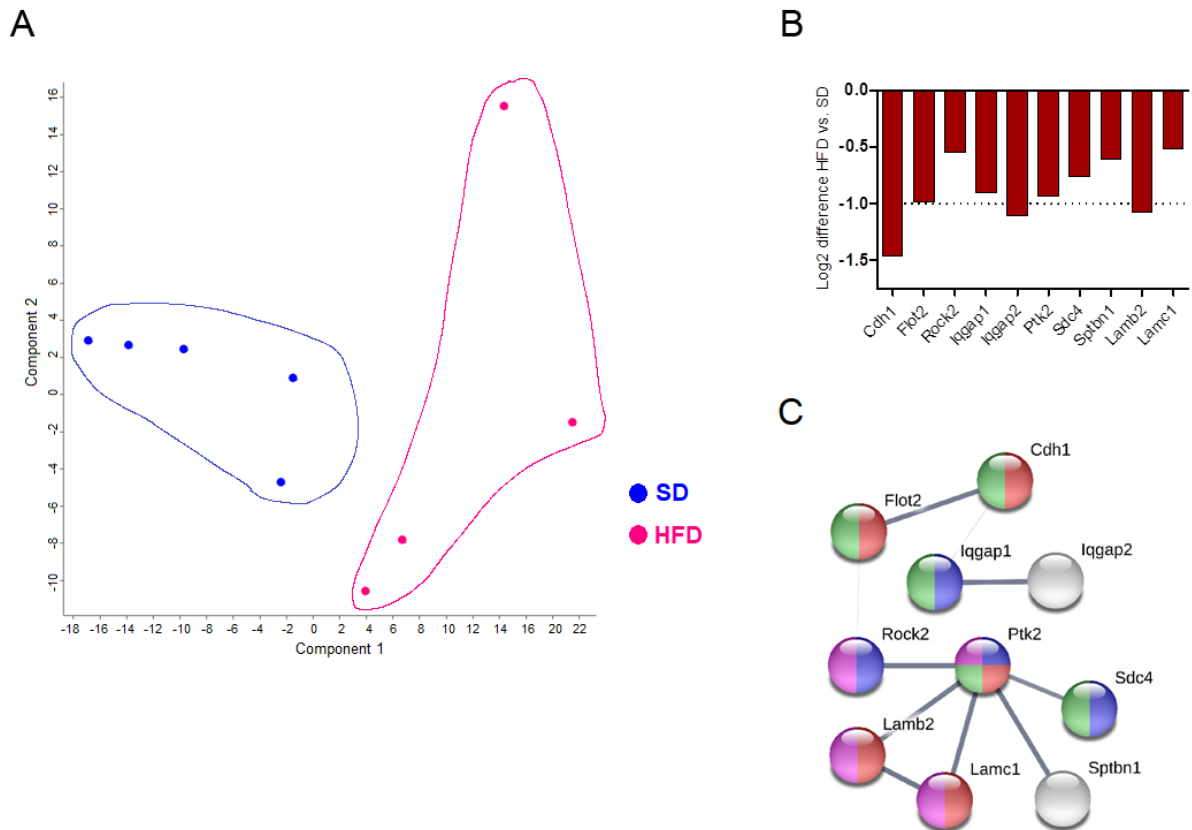 A
16
14
12
10
8
6
4
2
0
-2
-4
-6
-8
-10
Component 2
-18 -16 -14 -12 -10 -8 -6 -4 -2 0 2 4 6 8 10 12 14 16 18 20 22
Component 1
SD
HFD
B
0.0
-0.5
-1.0
-1.5
Log2 difference HFD vs. SD
Cdh1 Flot2 Rock2 Iqgap1 Iqgap2 Ptk2 Sdc4 Sptbn1 Lamb2 Lamc1
C
Cdh1
Flot2
Iqgap1
Iqgap2
Rock2
Ptk2
Sdc4
Lamb2
Lamc1
Sptbn1